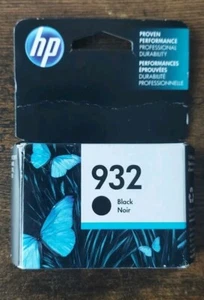 hp
PROVEN
PERFORMANCE
PROFESSIONAL
DURABILITY
PERFORMANCES
ÉPROUVÉES
DURABILITÉ
PROFESSIONNELLE
932
Black
Noir